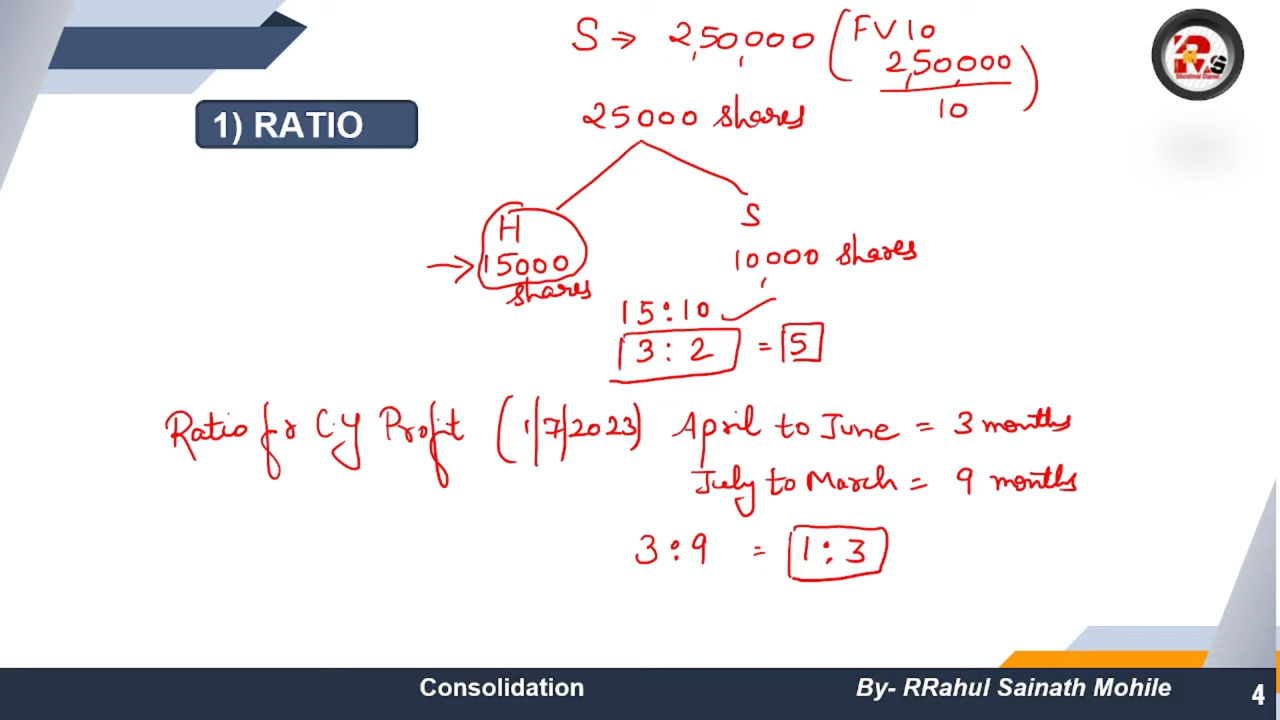 S → 2,50,000 ( FV 10
2,50,000
10 )
1) RATIO
25000 shares
H
S
15000
shares
10,000 shares
15:10
3 : 2 = 5
Ratio for C.Y Profit (1/7/2023) April to June = 3 months
July to March = 9 months
3:9 = 1:3
Consolidation
By- RRahul Sainath Mohile
4